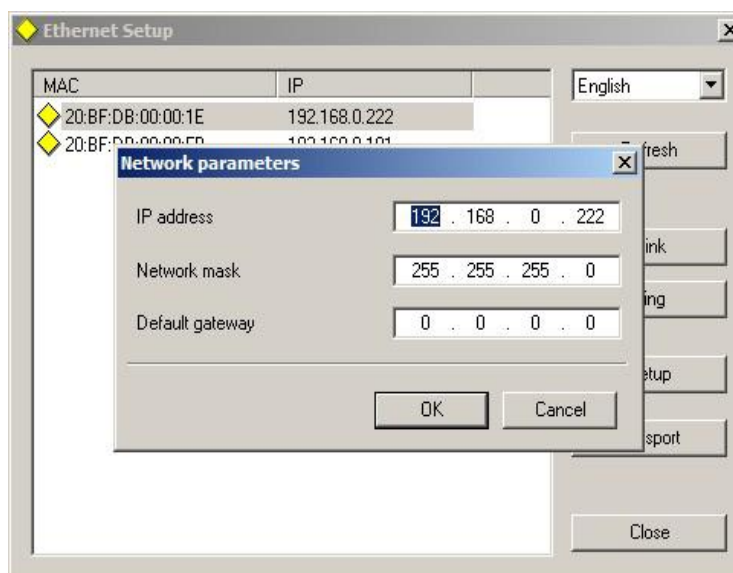 Ethernet Setup
MAC IP
20:BF:DB:00:00:1E 192.168.0.222
English
Network parameters
IP address 192 . 168 . 0 . 222
Network mask 255 . 255 . 255 . 0
Default gateway 0 . 0 . 0 . 0
OK Cancel
Close